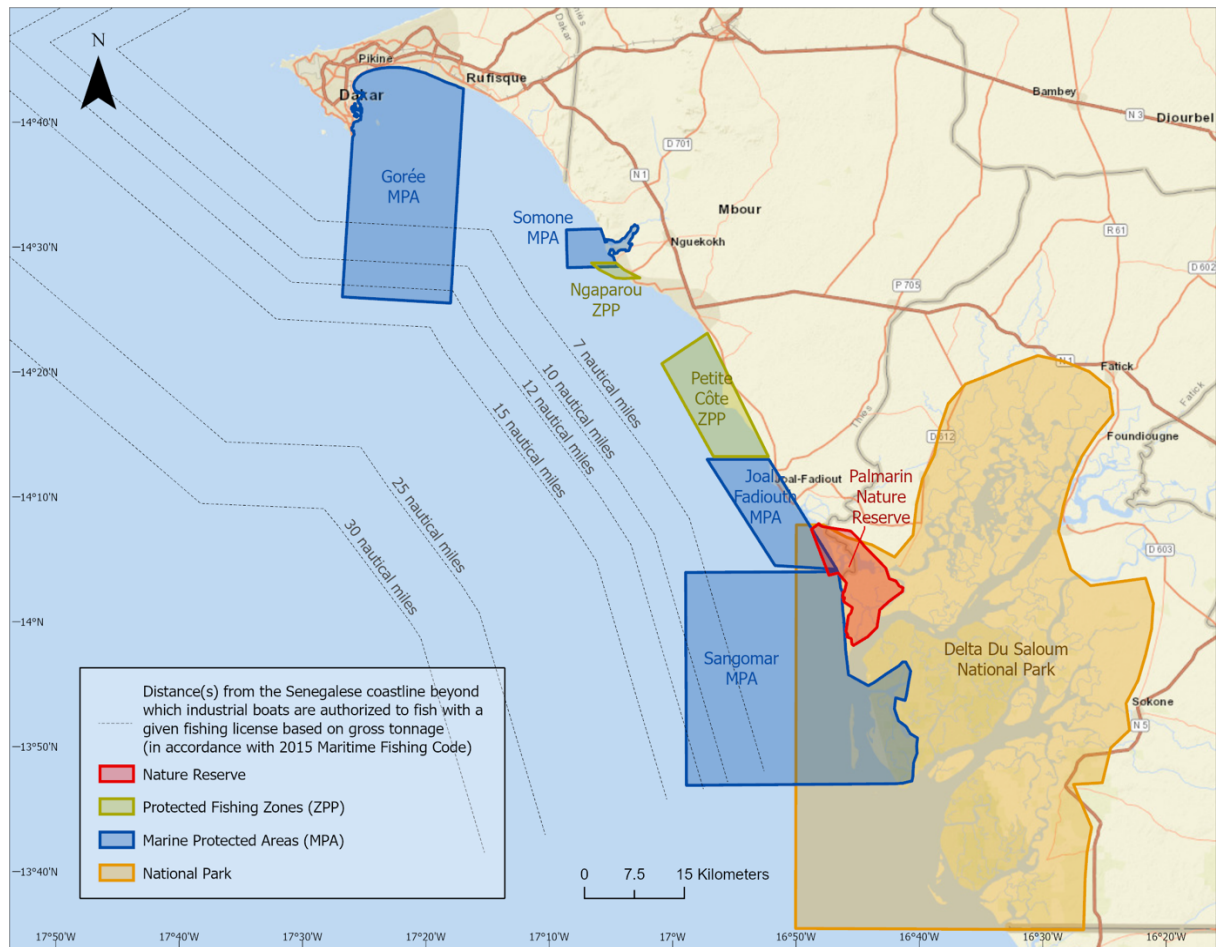 N
Thies
Dakar
Pikine
Rufisque
Dakar
Bambey
N 3
Diourbel
14°40'N
D 701
N 1
Gorée
MPA
Somone
MPA
Mbour
Nguekokh
R 61
D 602
14°30'N
P 705
Ngaparou
ZPP
7 nautical miles
10 nautical miles
12 nautical miles
15 nautical miles
25 nautical miles
30 nautical miles
14°20'N
Petite
Côte
ZPP
N 1
Fatick
Fatick
Thies
D 612
Foundiougne
14°10'N
Joal
Fadiouth
MPA
Joal-Fadiout
Palmarin
Nature
Reserve
D 603
14°N
Sangomar
MPA
Delta Du Saloum
National Park
Sokone
N 5
13°50'N
13°40'N
Distance(s) from the Senegalese coastline beyond
which industrial boats are authorized to fish with a
given fishing license based on gross tonnage
(in accordance with 2015 Maritime Fishing Code)
Nature Reserve
Protected Fishing Zones (ZPP)
Marine Protected Areas (MPA)
National Park
0 7.5 15 Kilometers
17°50'W 17°40'W 17°30'W 17°20'W 17°10'W 17°W 16°50'W 16°40'W 16°30'W 16°20'W